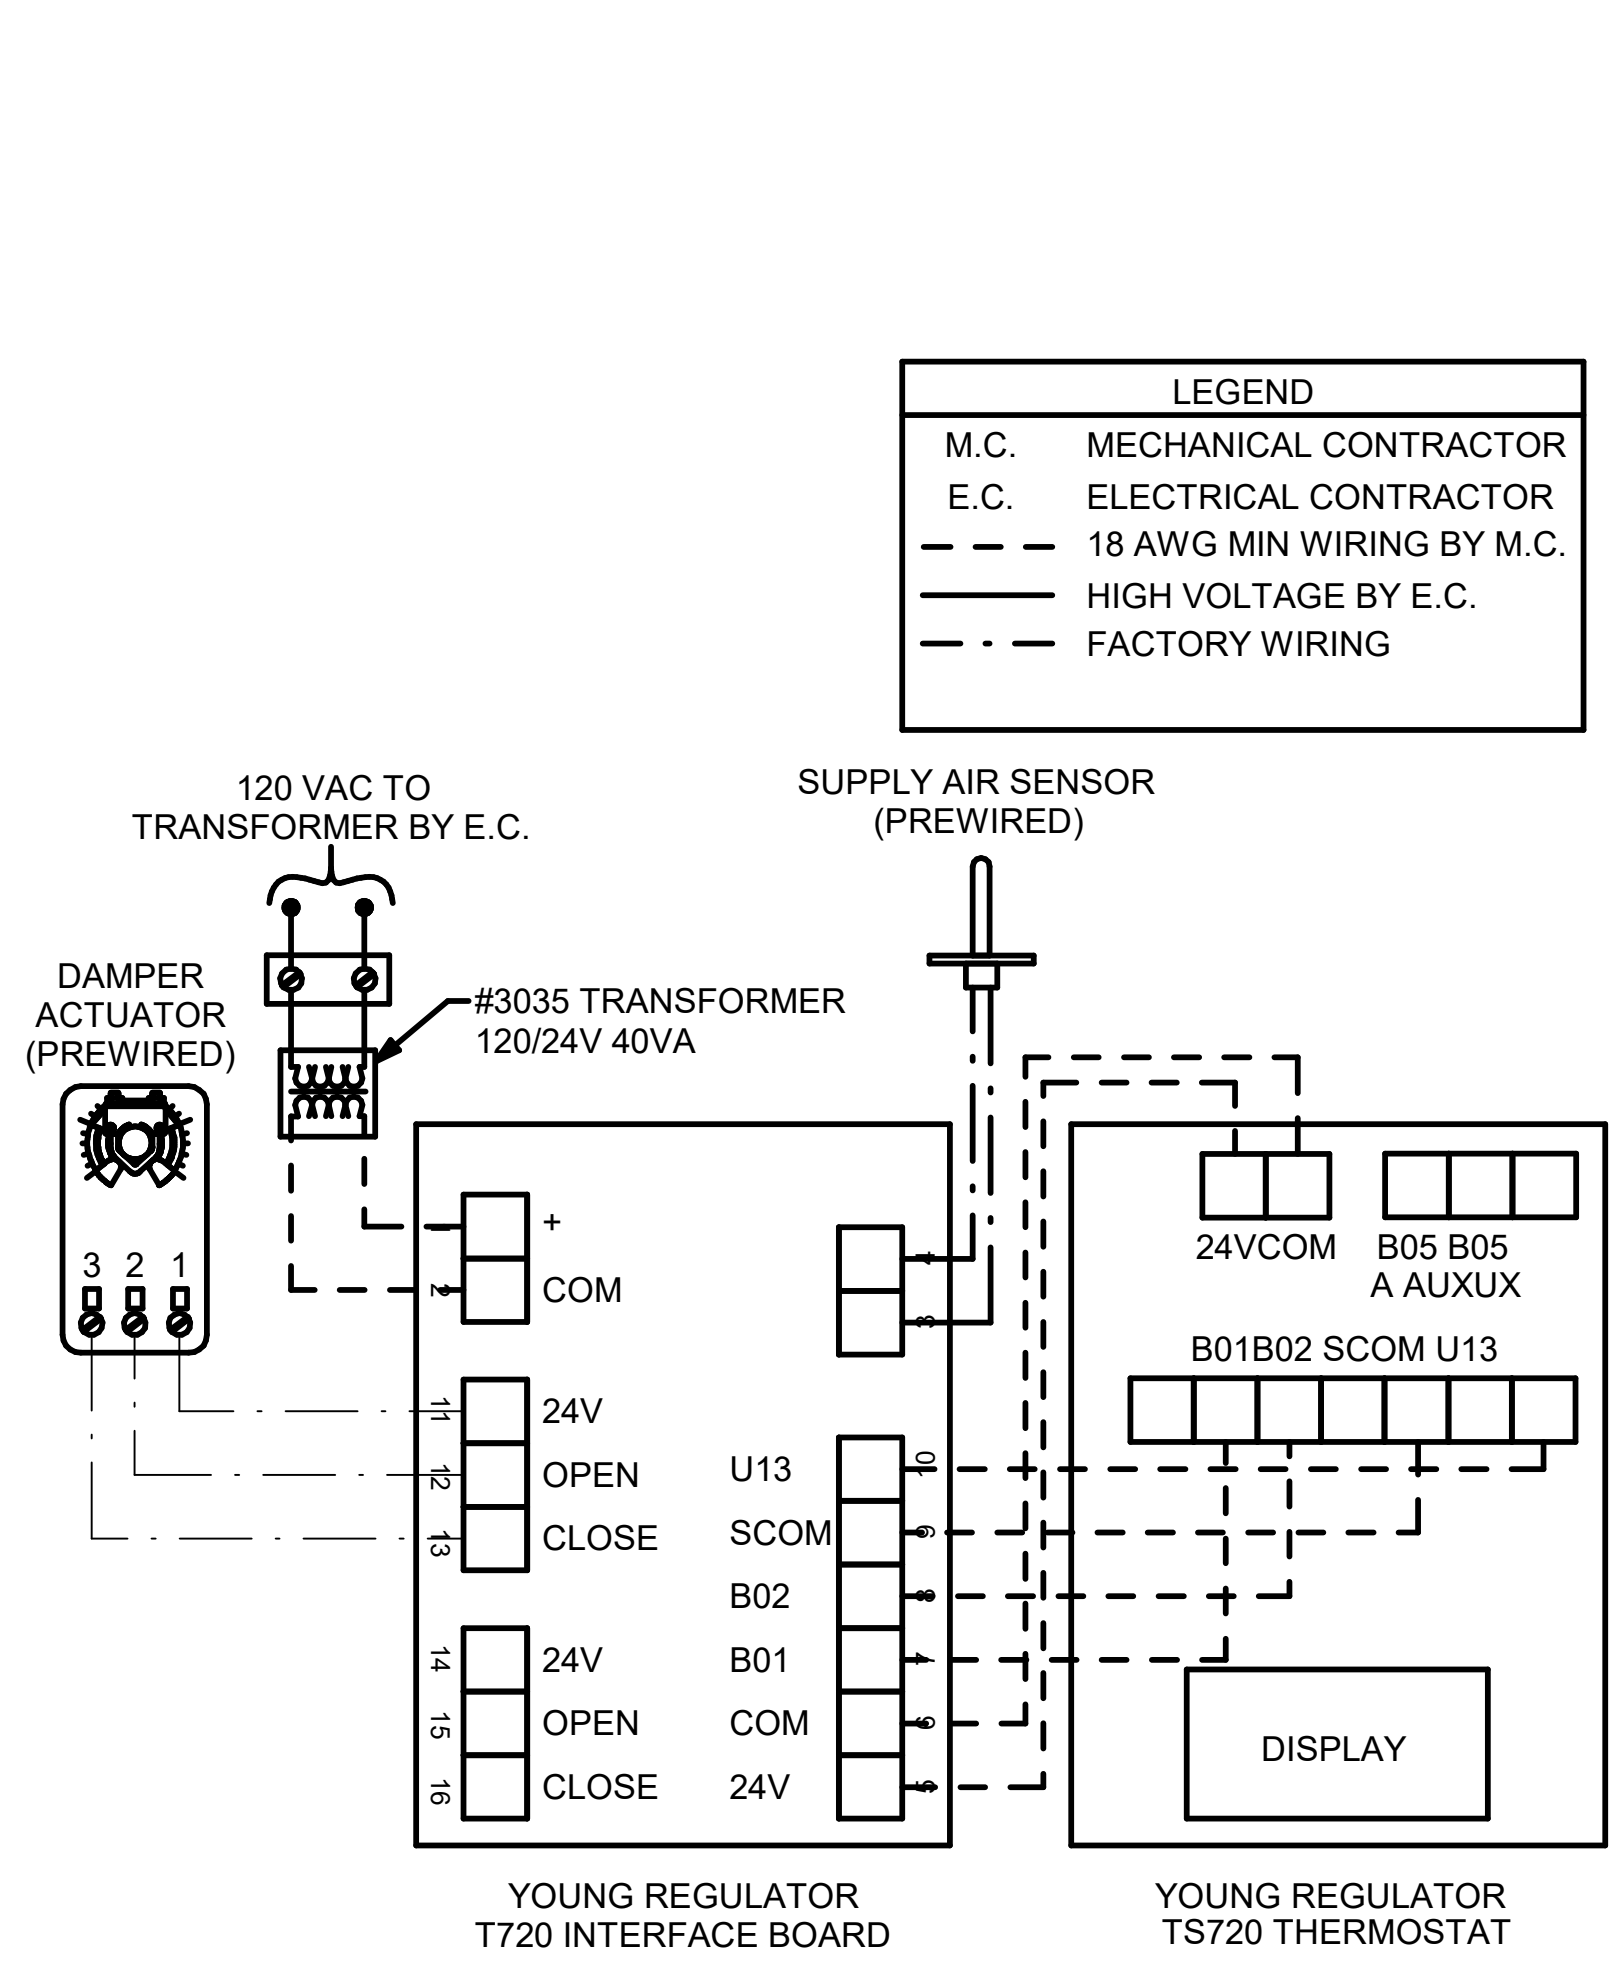 LEGEND
M.C. MECHANICAL CONTRACTOR
E.C. ELECTRICAL CONTRACTOR
18 AWG MIN WIRING BY M.C.
HIGH VOLTAGE BY E.C.
FACTORY WIRING
120 VAC TO
TRANSFORMER BY E.C.
SUPPLY AIR SENSOR
(PREWIRED)
DAMPER
ACTUATOR
(PREWIRED)
#3035 TRANSFORMER
120/24V 40VA
3 2 1
1 +
2 COM
11 24V
12 OPEN
13 CLOSE
14 24V
15 OPEN
16 CLOSE
4
3
U13 10
SCOM 9
B02 8
B01 7
COM 6
24V 5
24VCOM
B05 B05
A AUXUX
B01B02 SCOM U13
DISPLAY
YOUNG REGULATOR
T720 INTERFACE BOARD
YOUNG REGULATOR
TS720 THERMOSTAT